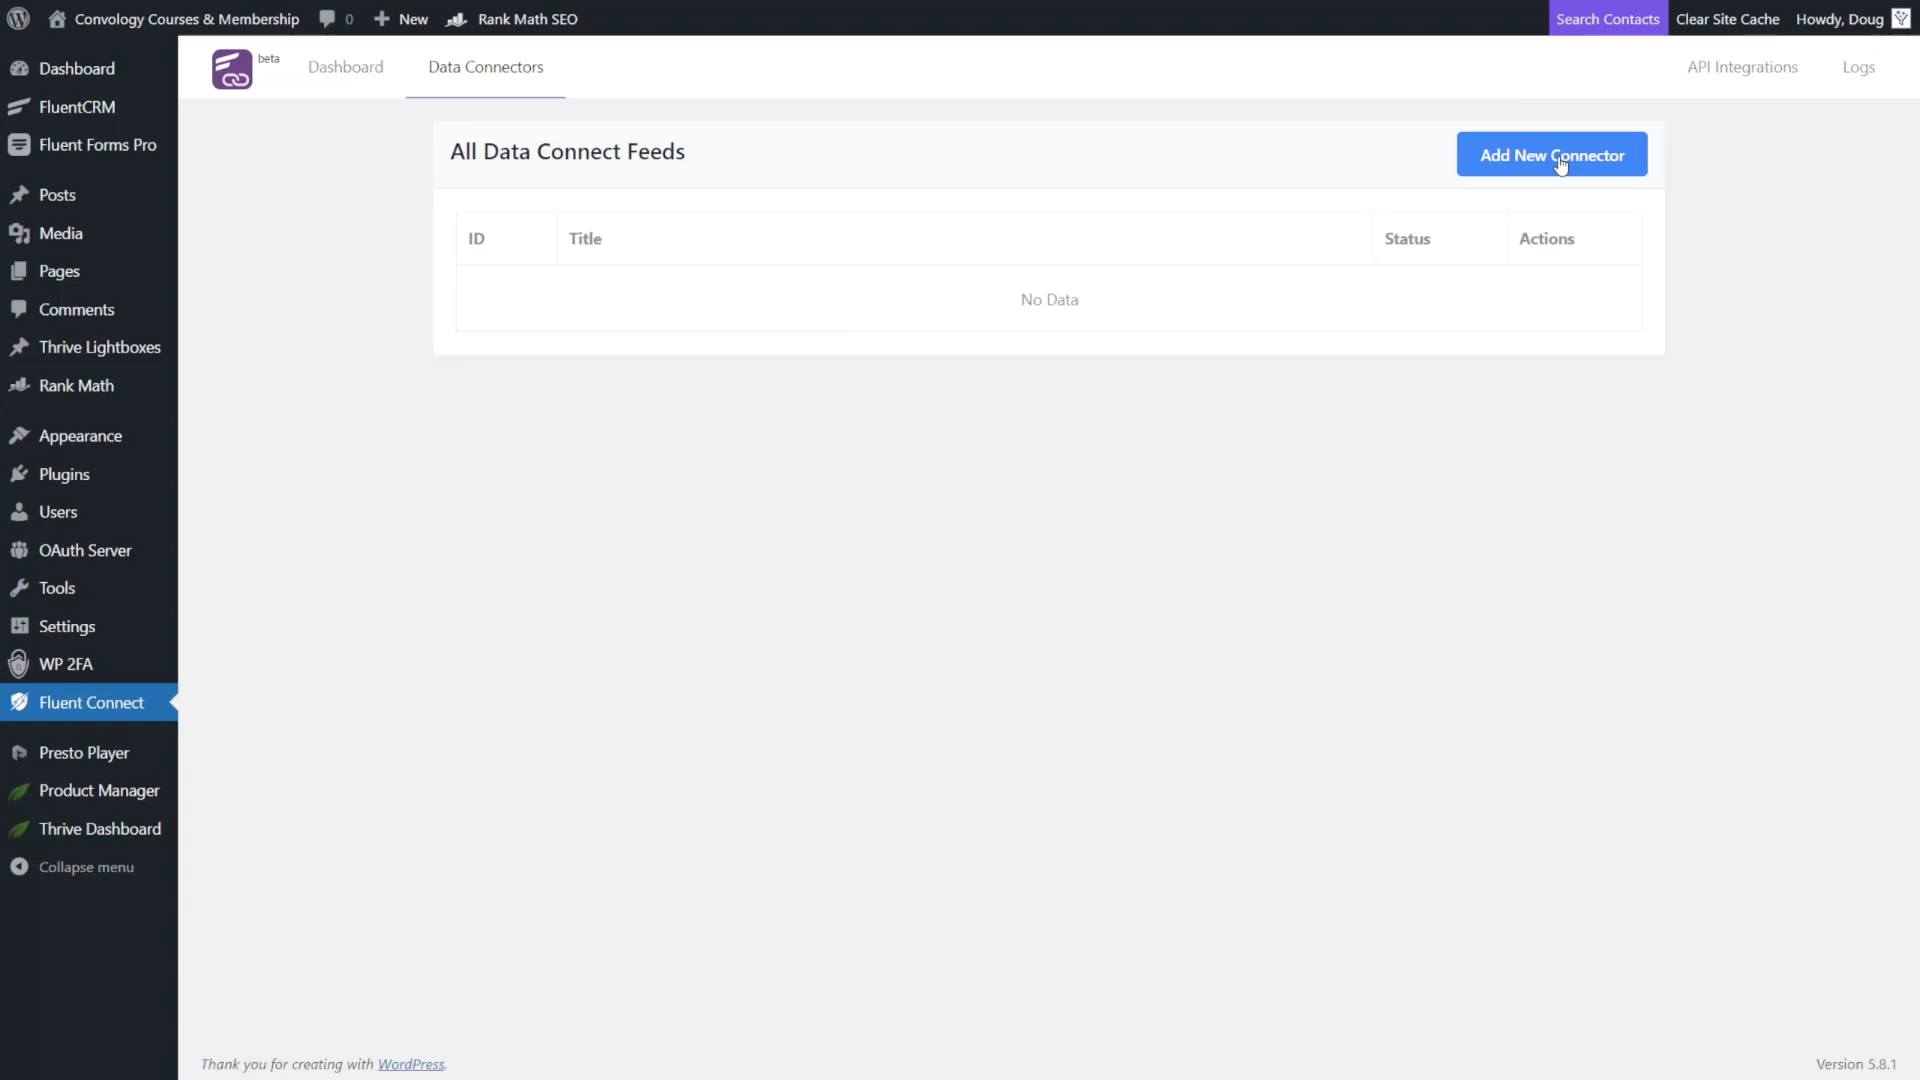 Convology Courses & Membership 0 New Rank Math SEO Search Contacts Clear Site Cache Howdy, Doug
Dashboard
FluentCRM
Fluent Forms Pro
Posts
Media
Pages
Comments
Thrive Lightboxes
Rank Math
Appearance
Plugins
Users
OAuth Server
Tools
Settings
WP 2FA
Fluent Connect
Presto Player
Product Manager
Thrive Dashboard
Collapse menu
beta Dashboard Data Connectors API Integrations Logs
All Data Connect Feeds Add New Connector
ID Title Status Actions
No Data
Thank you for creating with WordPress. Version 5.8.1